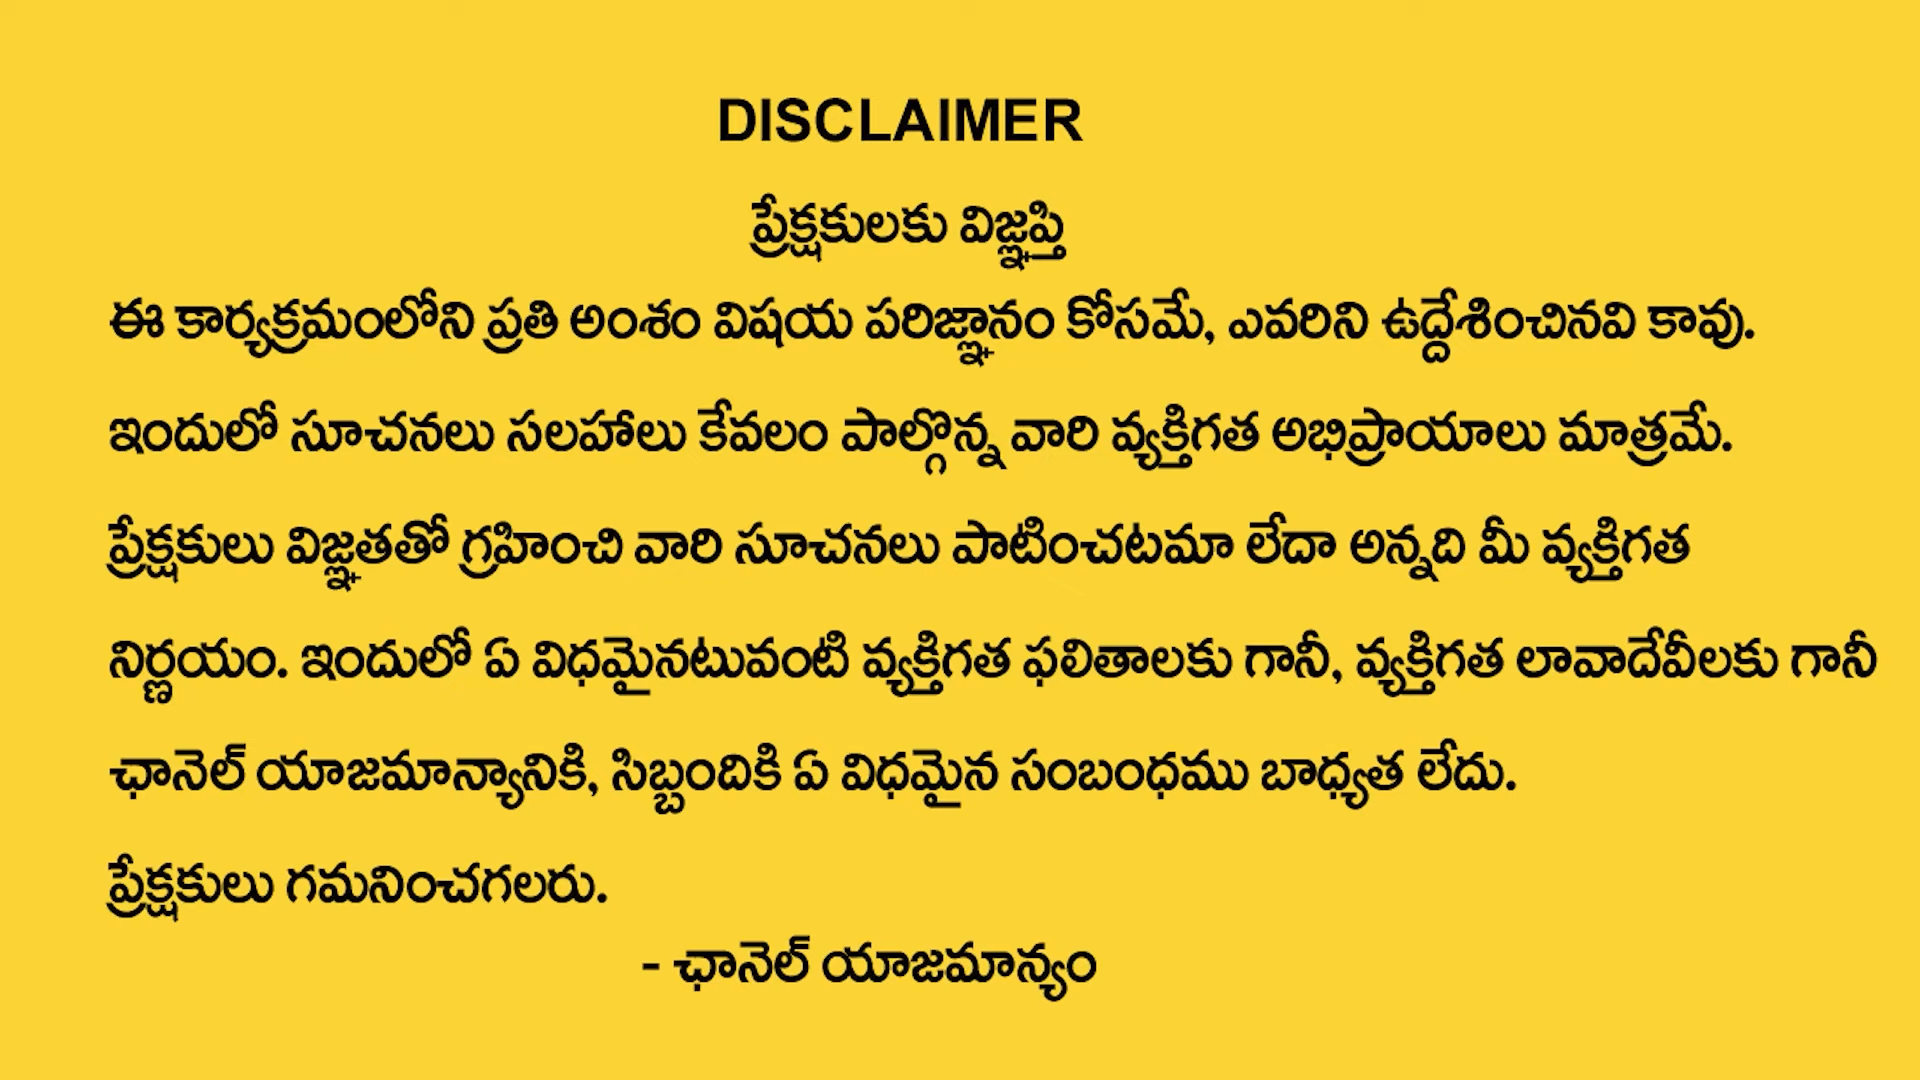 DISCLAIMER
ప్రేక్షకులకు విజ్ఞప్తి
ఈ కార్యక్రమంలోని ప్రతి అంశం విషయ పరిజ్ఞానం కోసమే, ఎవరిని ఉద్దేశించినవి కావు.
ఇందులో సూచనలు సలహాలు కేవలం పాల్గొన్న వారి వ్యక్తిగత అభిప్రాయాలు మాత్రమే.
ప్రేక్షకులు విజ్ఞతతో గ్రహించి వారి సూచనలు పాటించటమా లేదా అన్నది మీ వ్యక్తిగత
నిర్ణయం. ఇందులో ఏ విధమైనటువంటి వ్యక్తిగత ఫలితాలకు గానీ, వ్యక్తిగత లావాదేవీలకు గానీ
ఛానెల్ యాజమాన్యానికి, సిబ్బందికి ఏ విధమైన సంబంధము బాధ్యత లేదు.
ప్రేక్షకులు గమనించగలరు.
- ఛానెల్ యాజమాన్యం